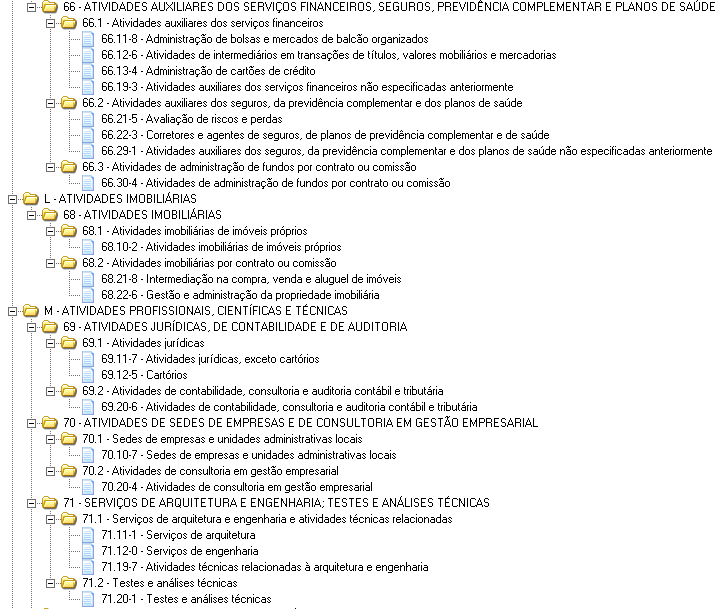 66 - ATIVIDADES AUXILIARES DOS SERVIÇOS FINANCEIROS, SEGUROS, PREVIDÊNCIA COMPLEMENTAR E PLANOS DE SAÚDE
66.1 - Atividades auxiliares dos serviços financeiros
66.11-8 - Administração de bolsas e mercados de balcão organizados
66.12-6 - Atividades de intermediários em transações de títulos, valores mobiliários e mercadorias
66.13-4 - Administração de cartões de crédito
66.19-3 - Atividades auxiliares dos serviços financeiros não especificadas anteriormente
66.2 - Atividades auxiliares dos seguros, da previdência complementar e dos planos de saúde
66.21-5 - Avaliação de riscos e perdas
66.22-3 - Corretores e agentes de seguros, de planos de previdência complementar e de saúde
66.29-1 - Atividades auxiliares dos seguros, da previdência complementar e dos planos de saúde não especificadas anteriormente
66.3 - Atividades de administração de fundos por contrato ou comissão
66.30-4 - Atividades de administração de fundos por contrato ou comissão
L - ATIVIDADES IMOBILIÁRIAS
68 - ATIVIDADES IMOBILIÁRIAS
68.1 - Atividades imobiliárias de imóveis próprios
68.10-2 - Atividades imobiliárias de imóveis próprios
68.2 - Atividades imobiliárias por contrato ou comissão
68.21-8 - Intermediação na compra, venda e aluguel de imóveis
68.22-6 - Gestão e administração da propriedade imobiliária
M - ATIVIDADES PROFISSIONAIS, CIENTÍFICAS E TÉCNICAS
69 - ATIVIDADES JURÍDICAS, DE CONTABILIDADE E DE AUDITORIA
69.1 - Atividades jurídicas
69.11-7 - Atividades jurídicas, exceto cartórios
69.12-5 - Cartórios
69.2 - Atividades de contabilidade, consultoria e auditoria contábil e tributária
69.20-6 - Atividades de contabilidade, consultoria e auditoria contábil e tributária
70 - ATIVIDADES DE SEDES DE EMPRESAS E DE CONSULTORIA EM GESTÃO EMPRESARIAL
70.1 - Sedes de empresas e unidades administrativas locais
70.10-7 - Sedes de empresas e unidades administrativas locais
70.2 - Atividades de consultoria em gestão empresarial
70.20-4 - Atividades de consultoria em gestão empresarial
71 - SERVIÇOS DE ARQUITETURA E ENGENHARIA; TESTES E ANÁLISES TÉCNICAS
71.1 - Serviços de arquitetura e engenharia e atividades técnicas relacionadas
71.11-1 - Serviços de arquitetura
71.12-0 - Serviços de engenharia
71.19-7 - Atividades técnicas relacionadas à arquitetura e engenharia
71.2 - Testes e análises técnicas
71.20-1 - Testes e análises técnicas